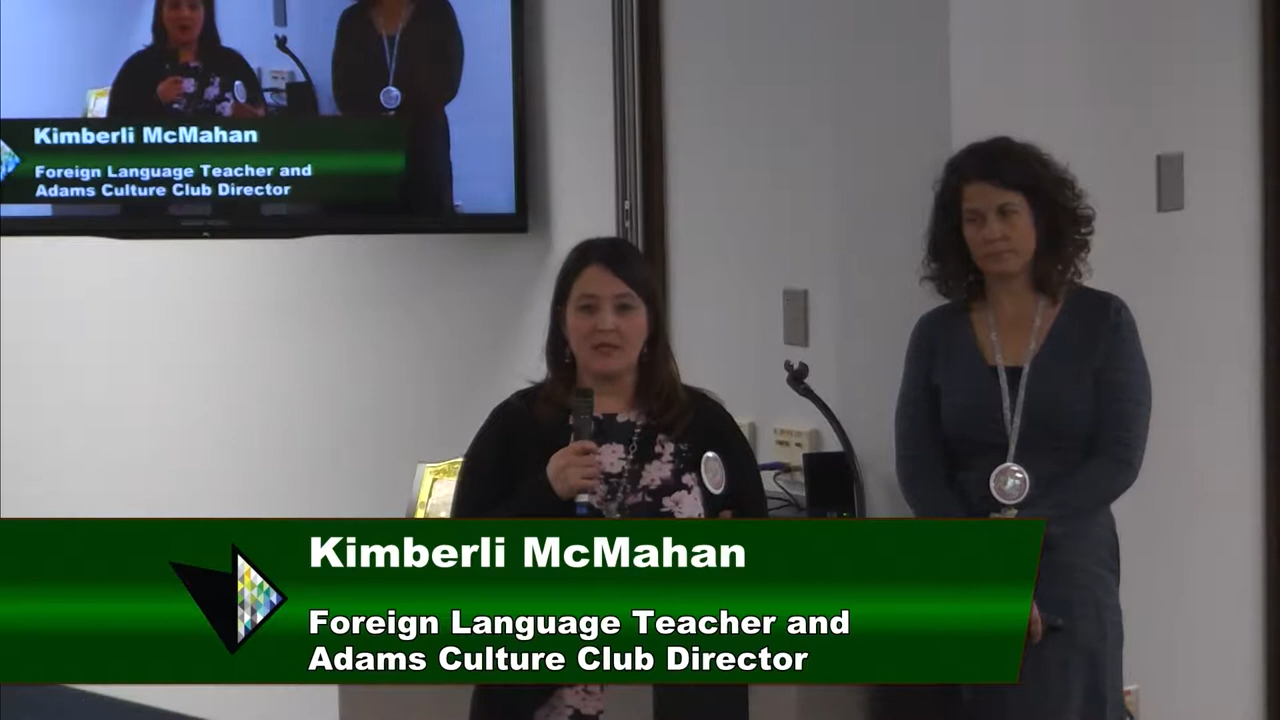 Kimberli McMahan
Foreign Language Teacher and
Adams Culture Club Director
Kimberli McMahan
Foreign Language Teacher and
Adams Culture Club Director